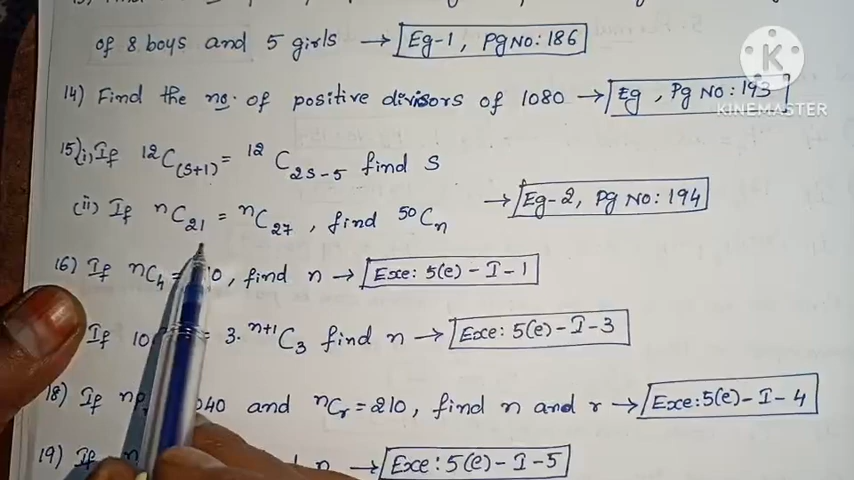 of 8 boys and 5 girls → Eg-1, Pg No: 186
K
KINEMASTER
14) Find the no. of positive divisors of 1080 → Eg , Pg No: 193
15)(i) If ¹²C₍ₛ₊₁₎ = ¹²C₂ₛ₋₅ find S
(ii) If ⁿC₂₁ = ⁿC₂₇ , find ⁵⁰Cₙ → Eg-2, Pg No: 194
16) If nC₄ = 10, find n → Exe: 5(e) - I - 1
If 10 = 3. ⁿ⁺¹C₃ find n → Exe: 5(e) - I - 3
18) If 040 and ⁿCᵣ = 210, find n and r → Exe: 5(e) - I - 4
19) If n → Exe: 5(e) - I - 5